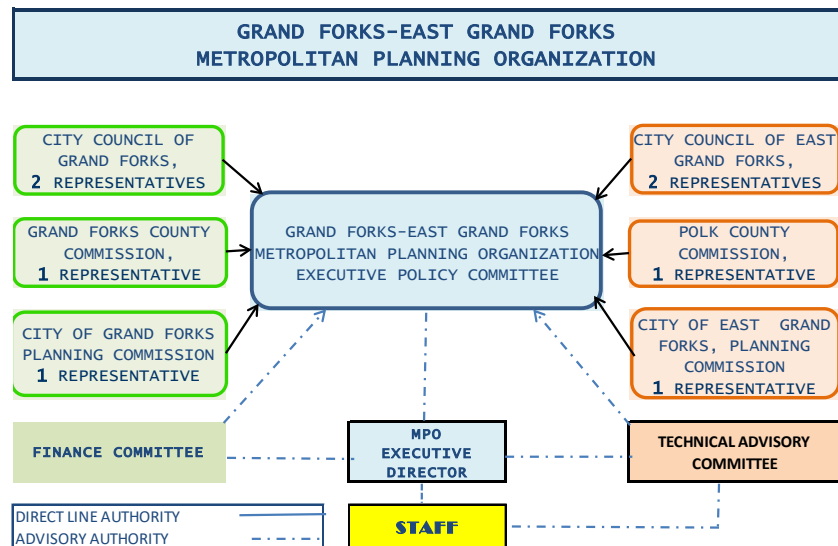 GRAND FORKS-EAST GRAND FORKS
METROPOLITAN PLANNING ORGANIZATION
CITY COUNCIL OF
GRAND FORKS,
2 REPRESENTATIVES
GRAND FORKS COUNTY
COMMISSION,
1 REPRESENTATIVE
CITY OF GRAND FORKS
PLANNING COMMISSION
1 REPRESENTATIVE
GRAND FORKS-EAST GRAND FORKS
METROPOLITAN PLANNING ORGANIZATION
EXECUTIVE POLICY COMMITTEE
CITY COUNCIL OF EAST
GRAND FORKS,
2 REPRESENTATIVES
POLK COUNTY
COMMISSION,
1 REPRESENTATIVE
CITY OF EAST GRAND
FORKS, PLANNING
COMMISSION
1 REPRESENTATIVE
FINANCE COMMITTEE
MPO
EXECUTIVE
DIRECTOR
TECHNICAL ADVISORY
COMMITTEE
STAFF
DIRECT LINE AUTHORITY
ADVISORY AUTHORITY